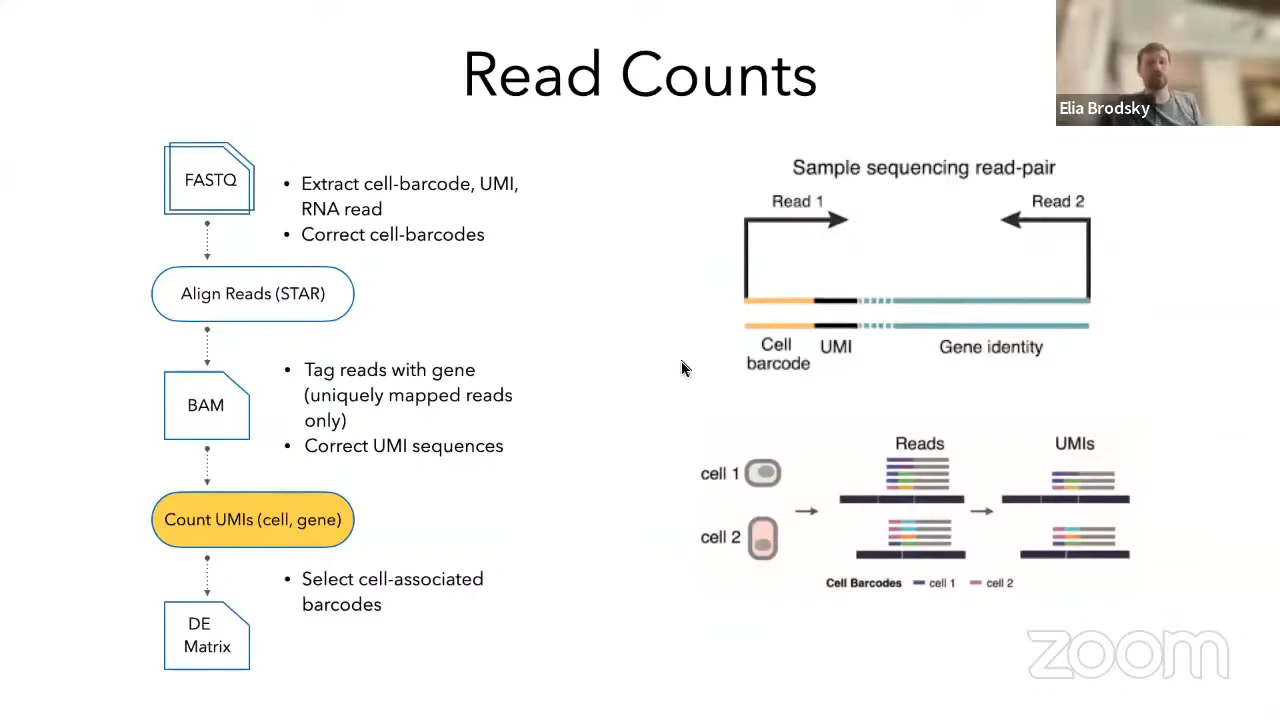 Read Counts
Elia Brodsky
FASTQ
• Extract cell-barcode, UMI,
RNA read
• Correct cell-barcodes
Align Reads (STAR)
BAM
• Tag reads with gene
(uniquely mapped reads
only)
• Correct UMI sequences
Count UMIs (cell, gene)
• Select cell-associated
barcodes
DE
Matrix
Sample sequencing read-pair
Read 1
Read 2
Cell
barcode
UMI
Gene identity
Reads
UMIs
cell 1
cell 2
Cell Barcodes
cell 1
cell 2
zoom